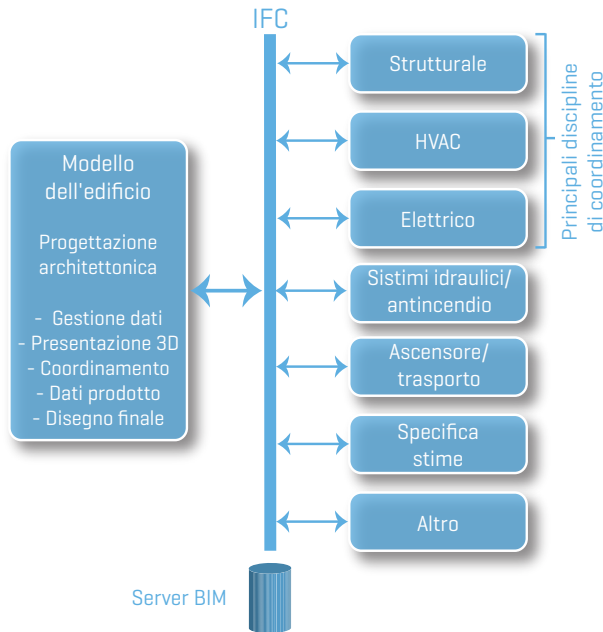 IFC
Modello
dell'edificio
Progettazione
architettonica
- Gestione dati
- Presentazione 3D
- Coordinamento
- Dati prodotto
- Disegno finale
Strutturale
HVAC
Elettrico
Sistimi idraulici/
antincendio
Ascensore/
trasporto
Specifica
stime
Altro
Principali discipline
di coordinamento
Server BIM